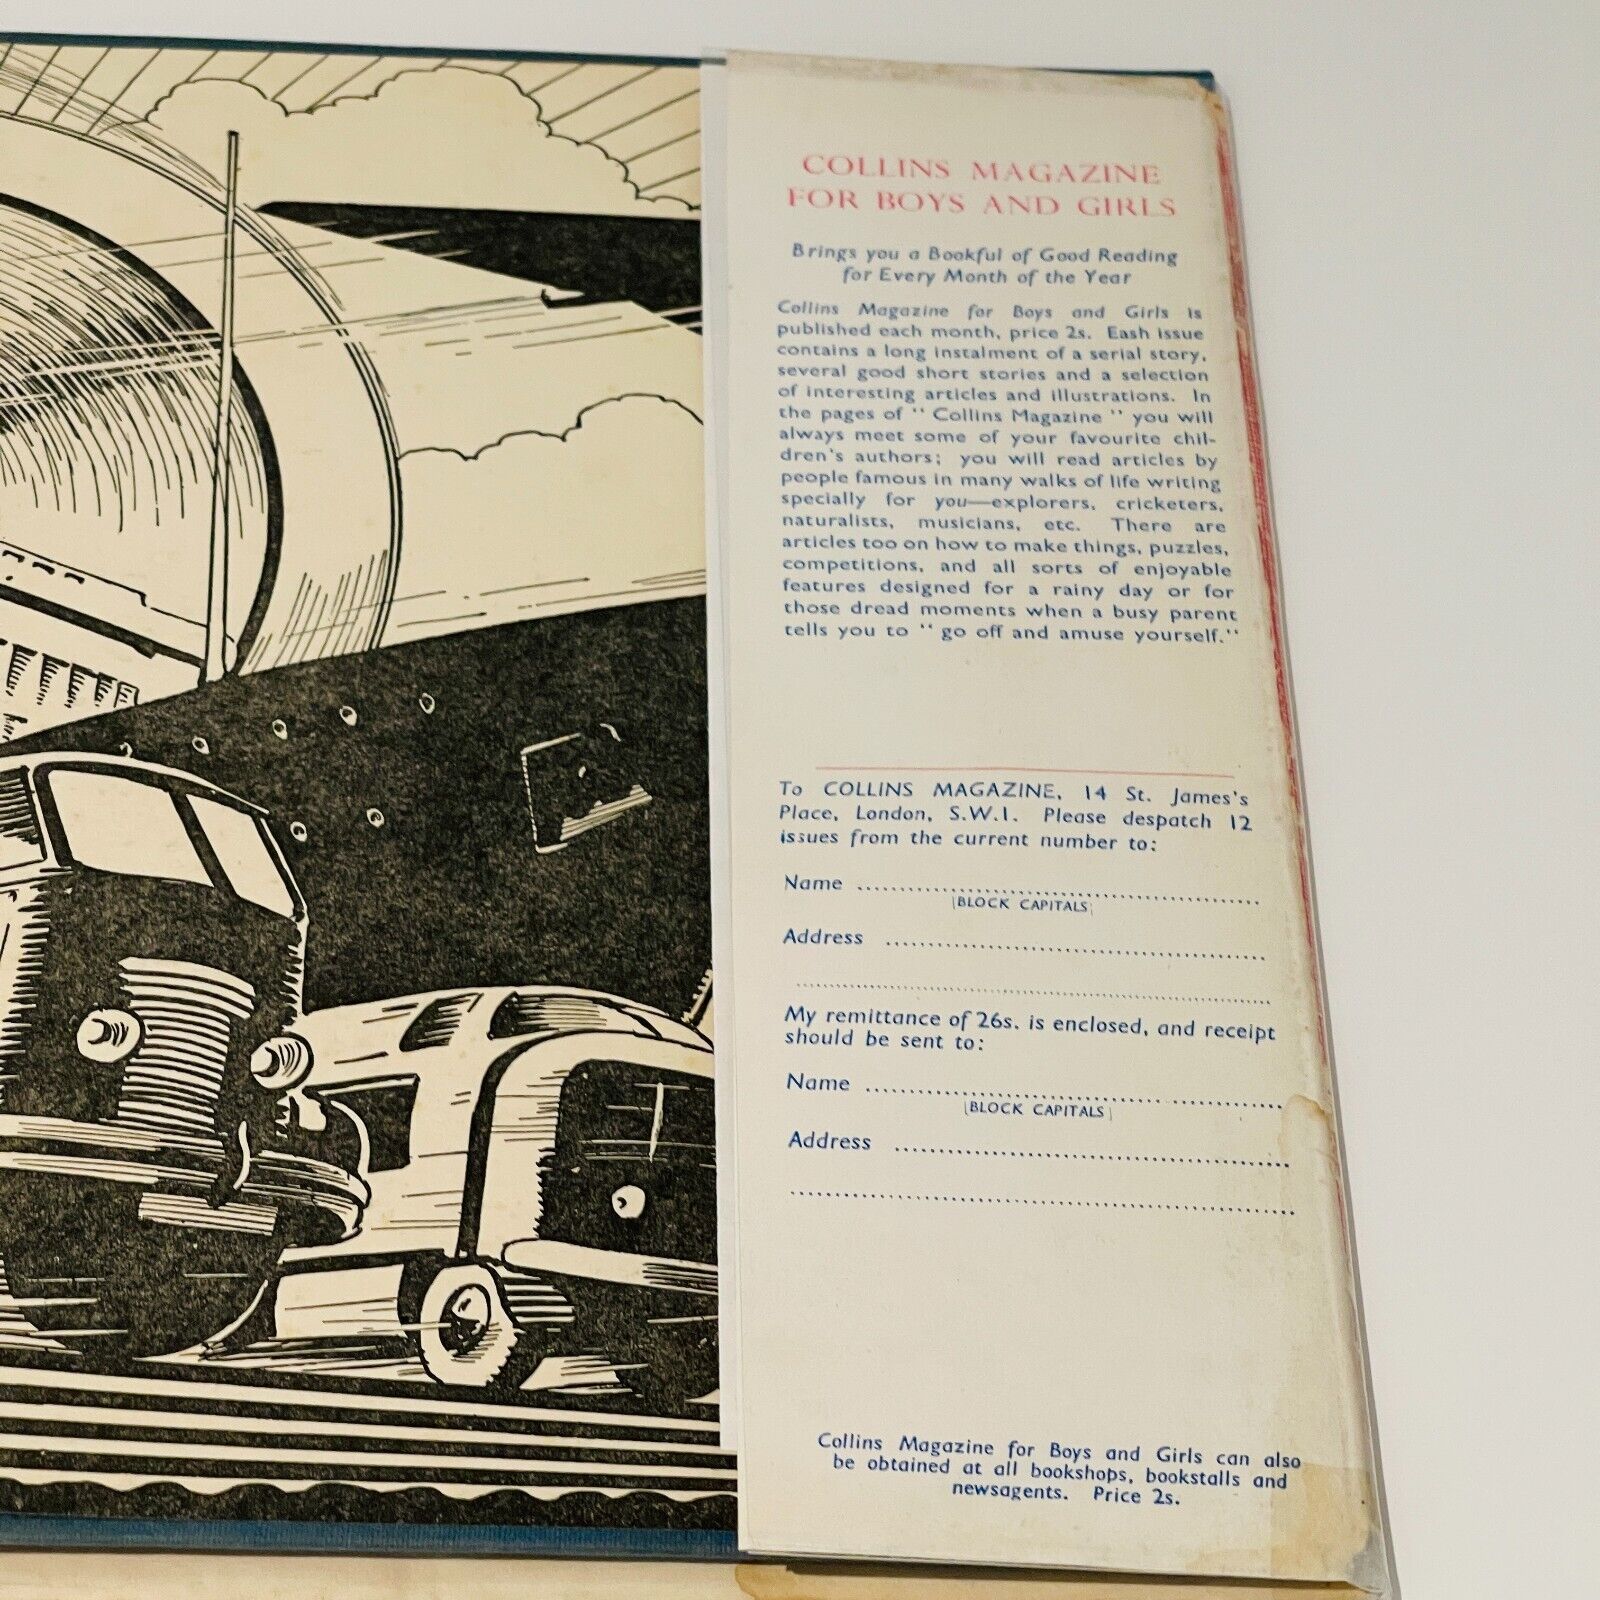 COLLINS MAGAZINE
FOR BOYS AND GIRLS
Brings you a Bookful of Good Reading
for Every Month of the Year
Collins Magazine for Boys and Girls is
published each month, price 2s. Eash issue
contains a long instalment of a serial story,
several good short stories and a selection
of interesting articles and illustrations. In
the pages of " Collins Magazine " you will
always meet some of your favourite chil-
dren's authors; you will read articles by
people famous in many walks of life writing
specially for you—explorers, cricketers,
naturalists, musicians, etc. There are
articles too on how to make things, puzzles,
competitions, and all sorts of enjoyable
features designed for a rainy day or for
those dread moments when a busy parent
tells you to " go off and amuse yourself."
To COLLINS MAGAZINE, 14 St. James's
Place, London, S.W.1. Please despatch 12
issues from the current number to:
Name ........................................
[BLOCK CAPITALS]
Address ........................................
........................................
My remittance of 26s. is enclosed, and receipt
should be sent to:
Name ........................................
[BLOCK CAPITALS]
Address ........................................
........................................
Collins Magazine for Boys and Girls can also
be obtained at all bookshops, bookstalls and
newsagents. Price 2s.